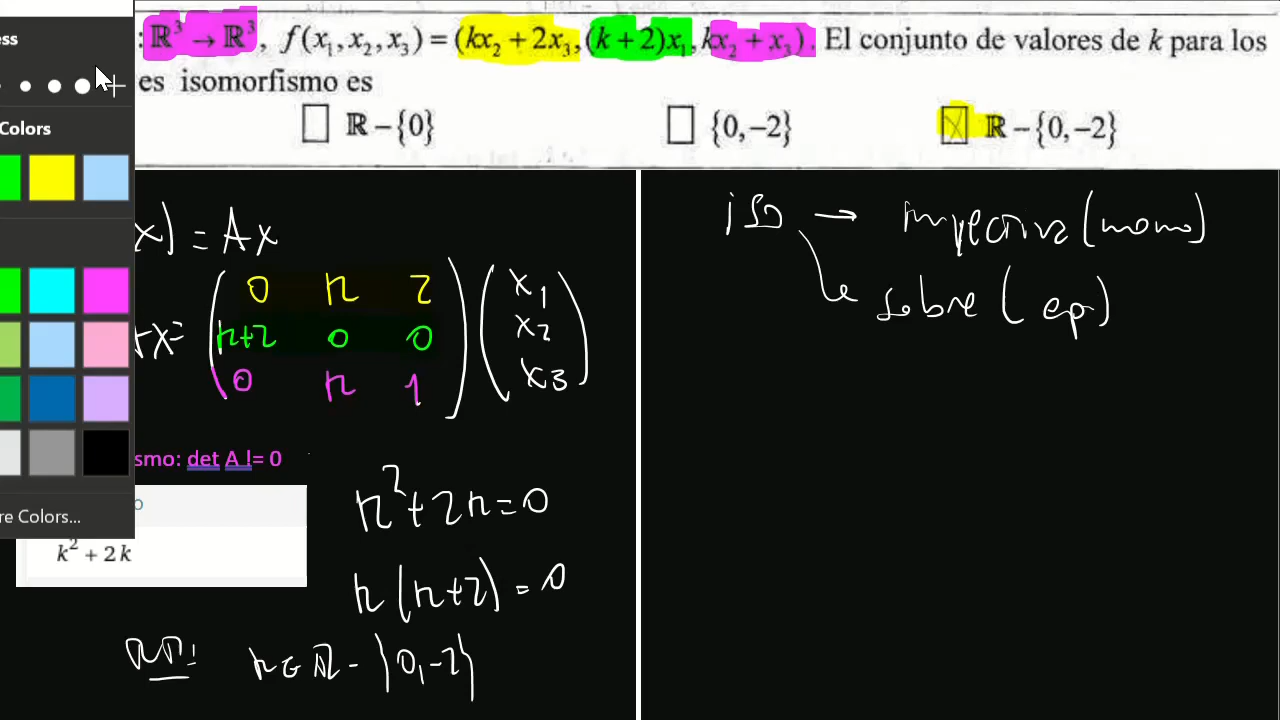 ess
: ℝ³ → ℝ³, f(x₁, x₂, x₃) = (kx₂ + 2x₃, (k + 2)x₁, kx₂ + x₃). El conjunto de valores de k para los
es isomorfismo es
☐ ℝ – {0}
☐ {0, –2}
☒ ℝ – {0, –2}
Colors
re Colors...
x) = Ax
Ax =
0 k 2
k+2 0 0
0 k 1
x₁
x₂
x3
smo: det A != 0
o
k² + 2 k
k² + 2k = 0
k(k+2) = 0
k ∈ ℝ – {0, –2}
iso → inyectiva (mono)
sobre (epi)